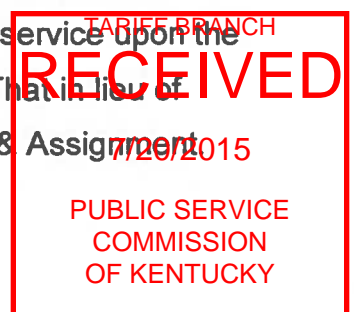 TARIFF BRANCH
service upon the
RECEIVED
That in lieu of
& Assignment.
7/20/2015
PUBLIC SERVICE
COMMISSION
OF KENTUCKY